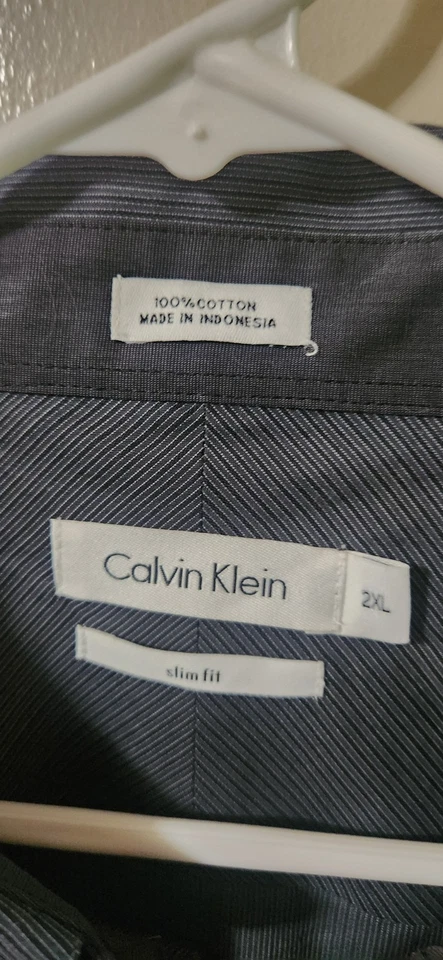 100% COTTON
MADE IN INDONESIA
Calvin Klein
2XL
slim fit